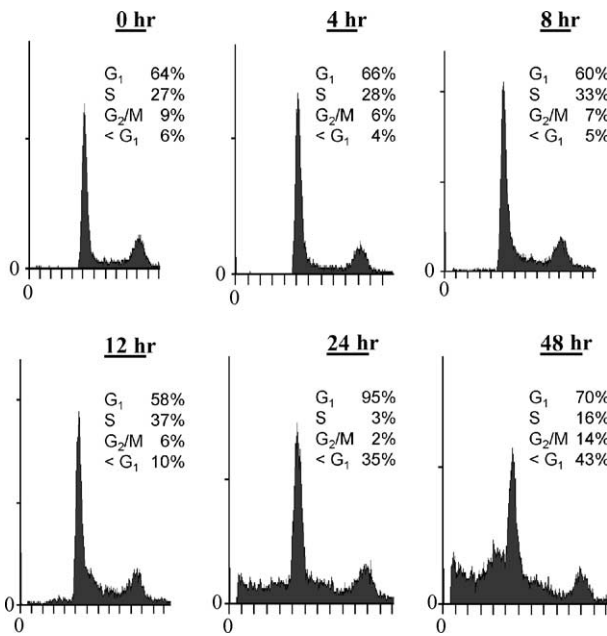 0 hr
G₁ 64%
S 27%
G₂/M 9%
< G₁ 6%
0
0
4 hr
G₁ 66%
S 28%
G₂/M 6%
< G₁ 4%
0
0
8 hr
G₁ 60%
S 33%
G₂/M 7%
< G₁ 5%
0
0
12 hr
G₁ 58%
S 37%
G₂/M 6%
< G₁ 10%
0
0
24 hr
G₁ 95%
S 3%
G₂/M 2%
< G₁ 35%
0
0
48 hr
G₁ 70%
S 16%
G₂/M 14%
< G₁ 43%
0
0